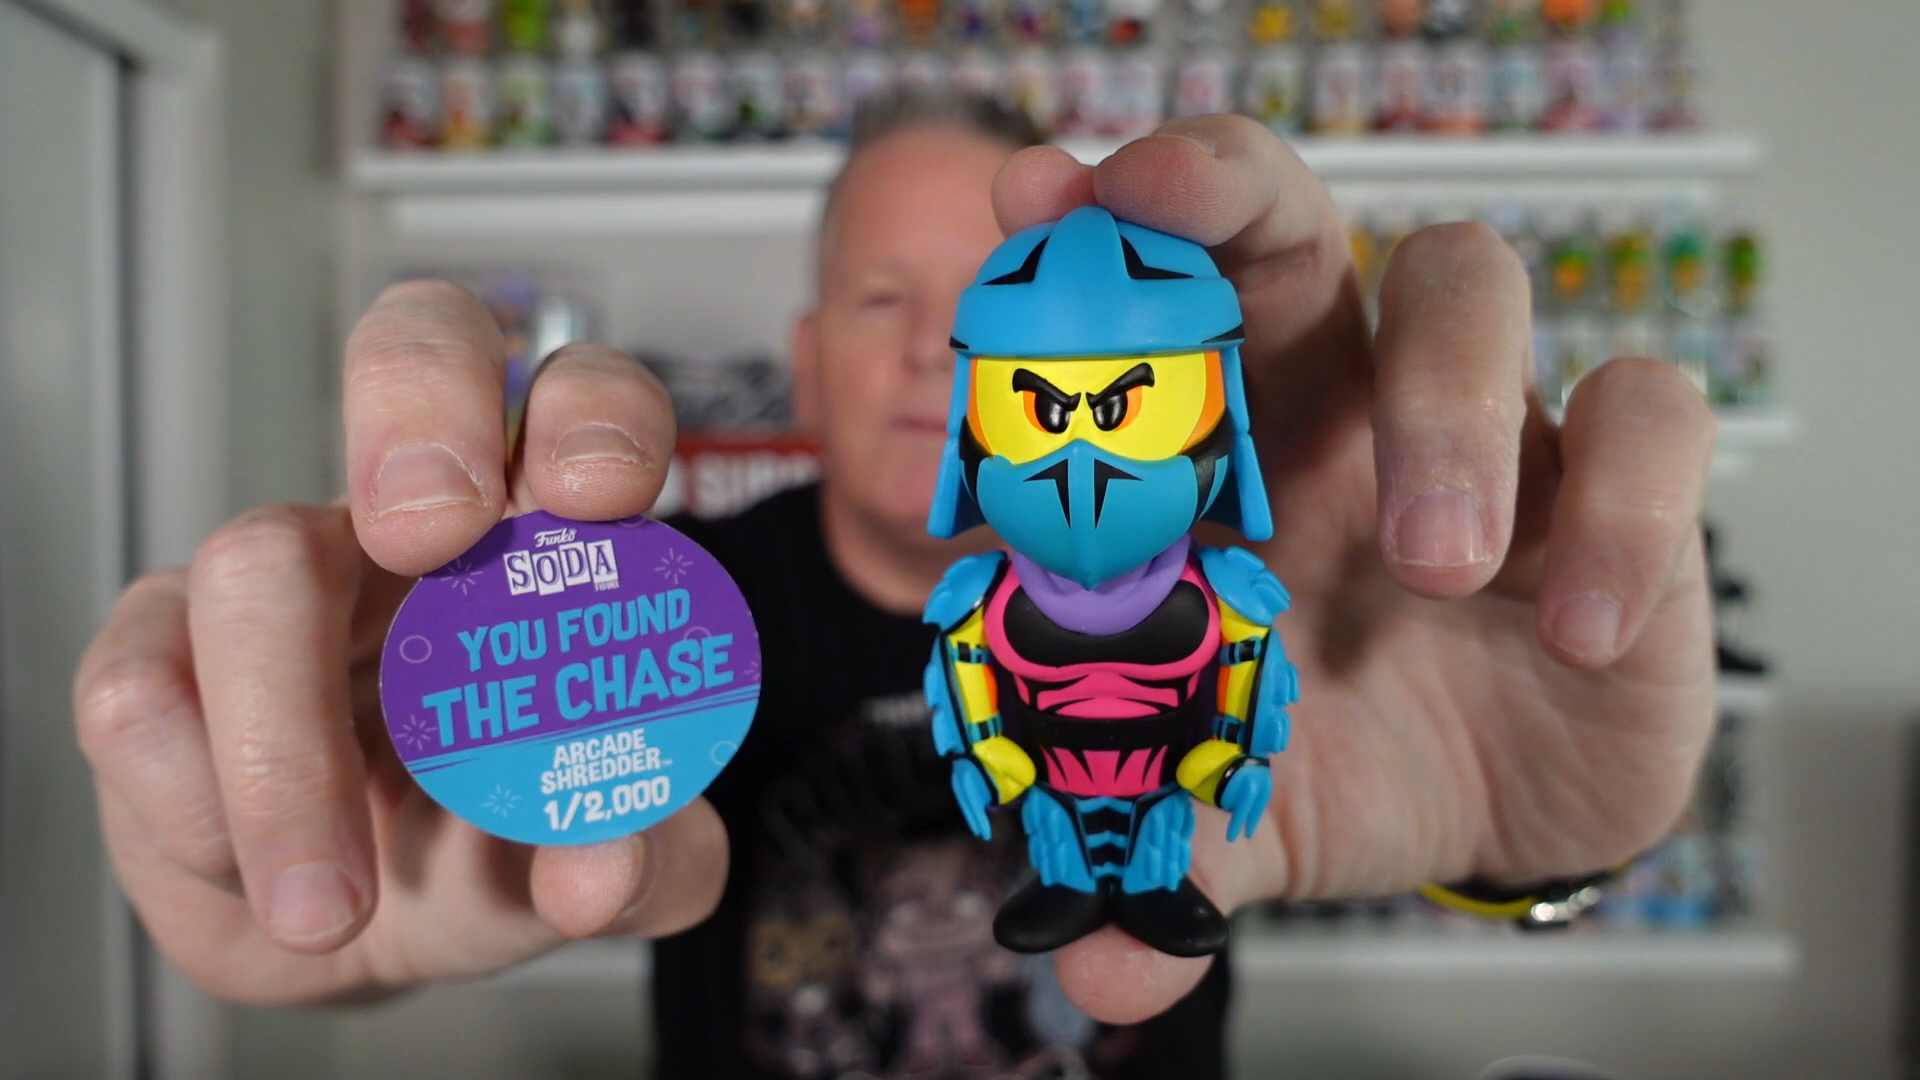 Funko
SODA
FIGURE
YOU FOUND
THE CHASE
ARCADE
SHREDDER™
1/2,000